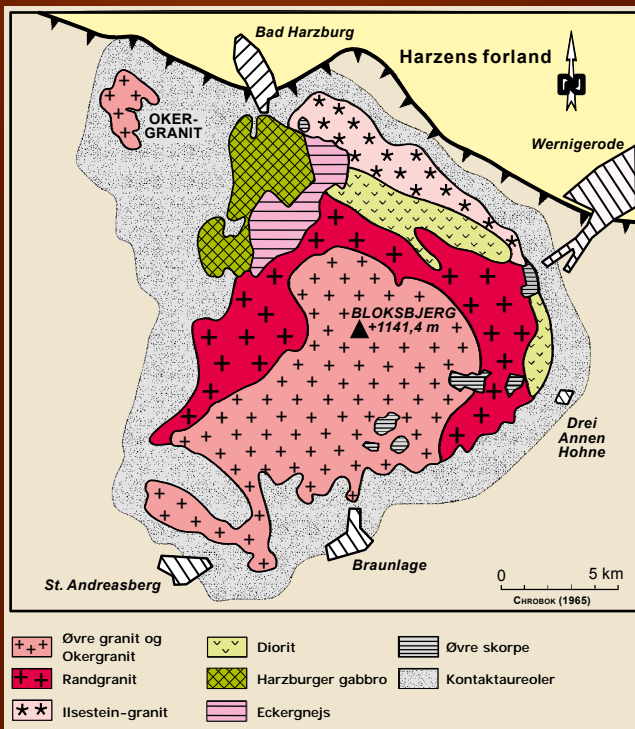 Bad Harzburg
Harzens forland
N
OKER-
GRANIT
Wernigerode
BLOKSBJERG
+1141,4 m
Drei
Annen
Hohne
Braunlage
St. Andreasberg
0 5 km
CHROBOK (1965)
Øvre granit og
Okergranit
Randgranit
Ilsestein-granit
Diorit
Harzburger gabbro
Eckergnejs
Øvre skorpe
Kontaktaureoler